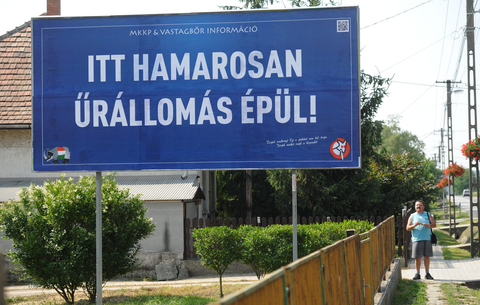 MKKP & VASTAGBŐR INFORMÁCIÓ
ITT HAMAROSAN
ŰRÁLLOMÁS ÉPÜL!